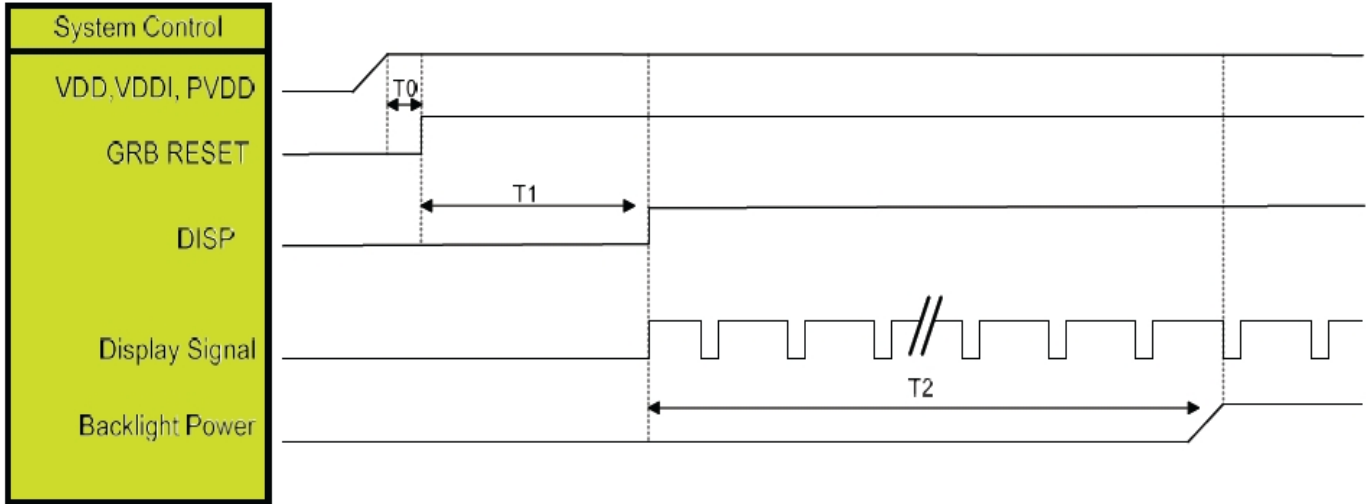 System Control
VDD,VDDI, PVDD
T0
GRB RESET
T1
DISP
Display Signal
T2
Backlight Power